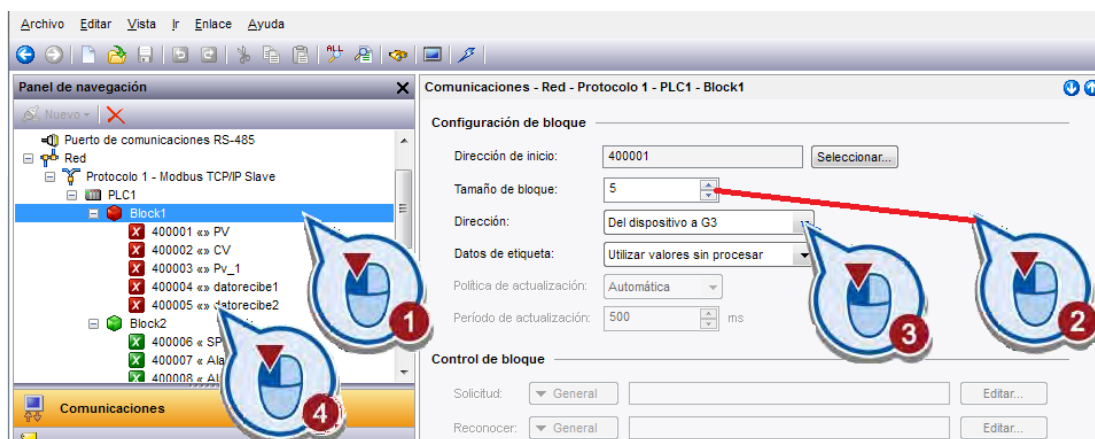 Archivo Editar Vista Ir Enlace Ayuda
ALL
Panel de navegación
Nuevo
Puerto de comunicaciones RS-485
Red
Protocolo 1 - Modbus TCP/IP Slave
PLC1
Block1
400001 «» PV
400002 «» CV
400003 «» Pv_1
400004 «» datorecibe1
400005 «» datorecibe2
Block2
400006 « SP
400007 « Ala
400008 « Al
Comunicaciones
Comunicaciones - Red - Protocolo 1 - PLC1 - Block1
Configuración de bloque
Dirección de inicio: 400001 Seleccionar...
Tamaño de bloque: 5
Dirección: Del dispositivo a G3
Datos de etiqueta: Utilizar valores sin procesar
Política de actualización: Automática
Período de actualización: 500 ms
Control de bloque
Solicitud: General Editar...
Reconocer: General Editar...
1
2
3
4